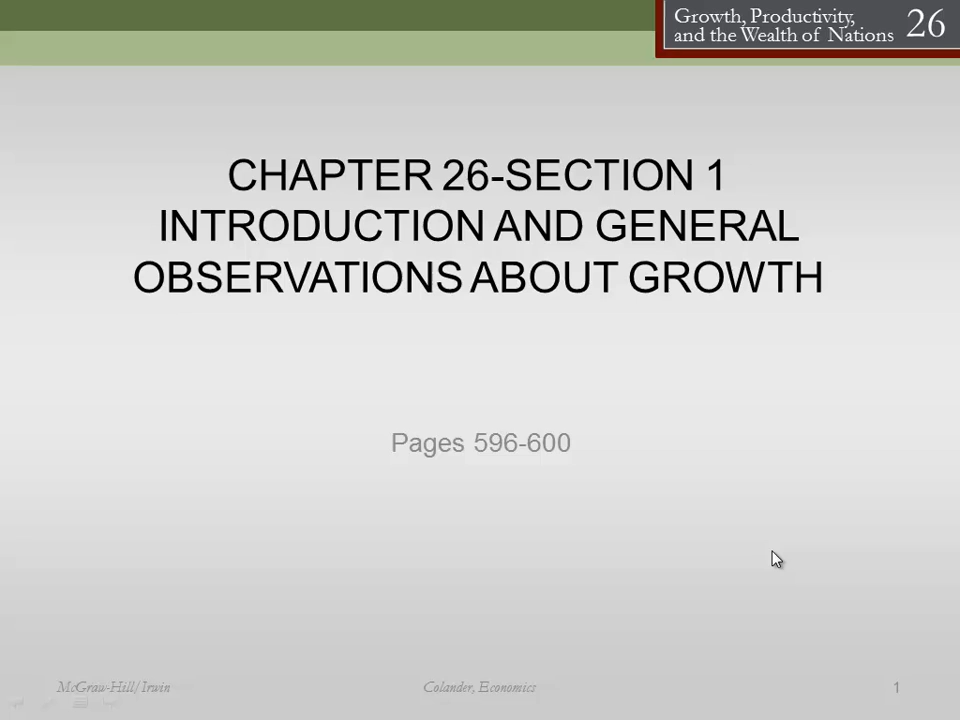 Growth, Productivity,
and the Wealth of Nations
26
CHAPTER 26-SECTION 1
INTRODUCTION AND GENERAL
OBSERVATIONS ABOUT GROWTH
Pages 596-600
McGraw-Hill/Irwin
Colander, Economics
1